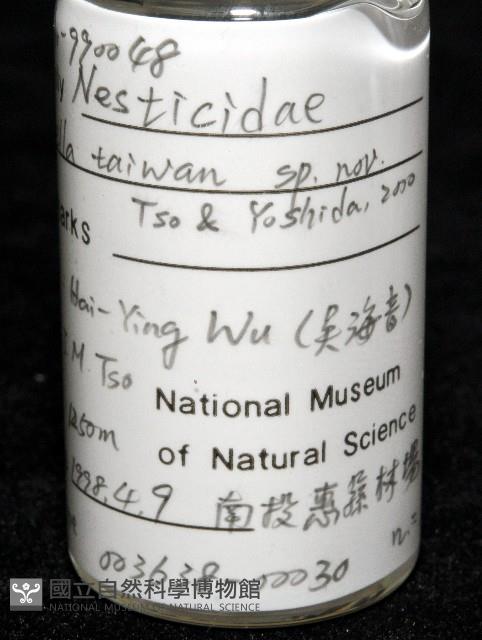 -990048
y Nesticidae
lla taiwan sp. nov.
Tso & Yoshida, 2000
arks
Hai-Ying Wu (吳海音)
I.M. Tso
1250m
National Museum
of Natural Science
1998.4.9 南投惠蓀林場
n=
003638 00030
國立自然科學博物館
NATIONAL MUSEUM OF NATURAL SCIENCE